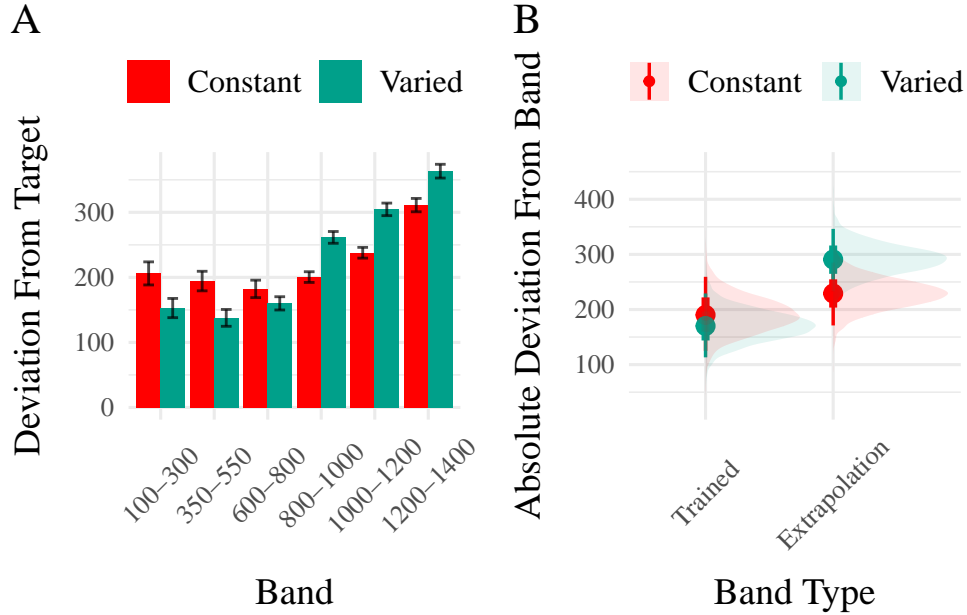 A
Constant
Varied
Deviation From Target
300
200
100
0
100–300
350–550
600–800
800–1000
1000–1200
1200–1400
Band
B
Constant
Varied
Absolute Deviation From Band
400
300
200
100
Trained
Extrapolation
Band Type